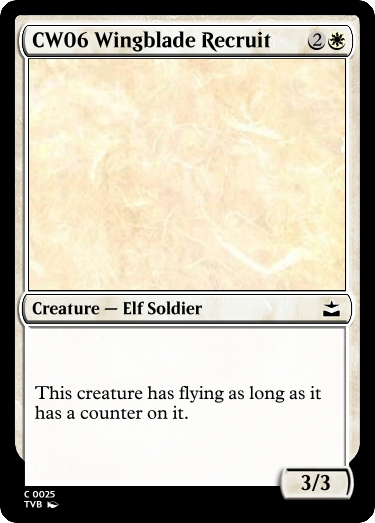 CW06 Wingblade Recruit 2
Creature — Elf Soldier
This creature has flying as long as it
has a counter on it.
3/3
C 0025
TVB